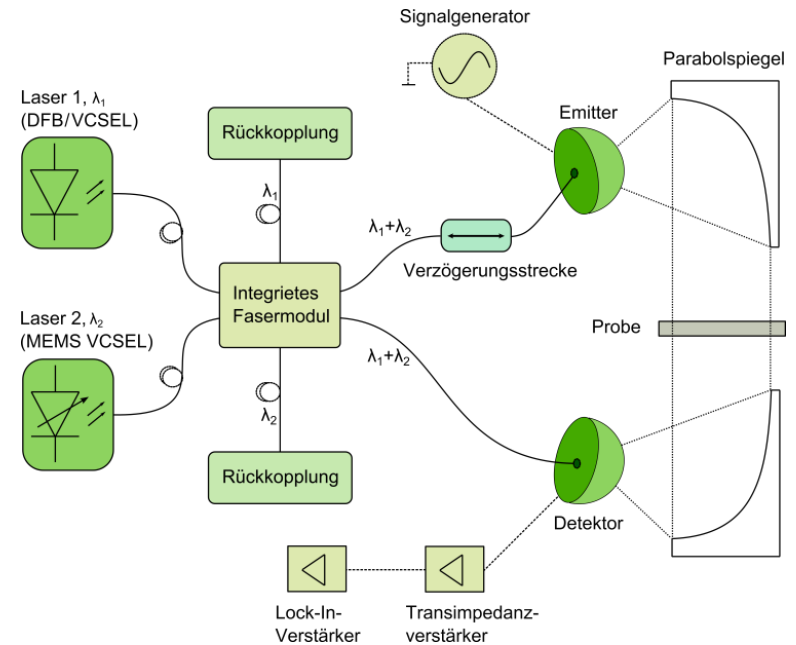 Signalgenerator
Parabolspiegel
Laser 1, λ₁
(DFB/VCSEL)
Emitter
Rückkopplung
λ₁
λ₁+λ₂
Verzögerungsstrecke
Integrietes
Fasermodul
Laser 2, λ₂
(MEMS VCSEL)
Probe
λ₁+λ₂
λ₂
Rückkopplung
Detektor
Lock-In-
Verstärker
Transimpedanz-
verstärker